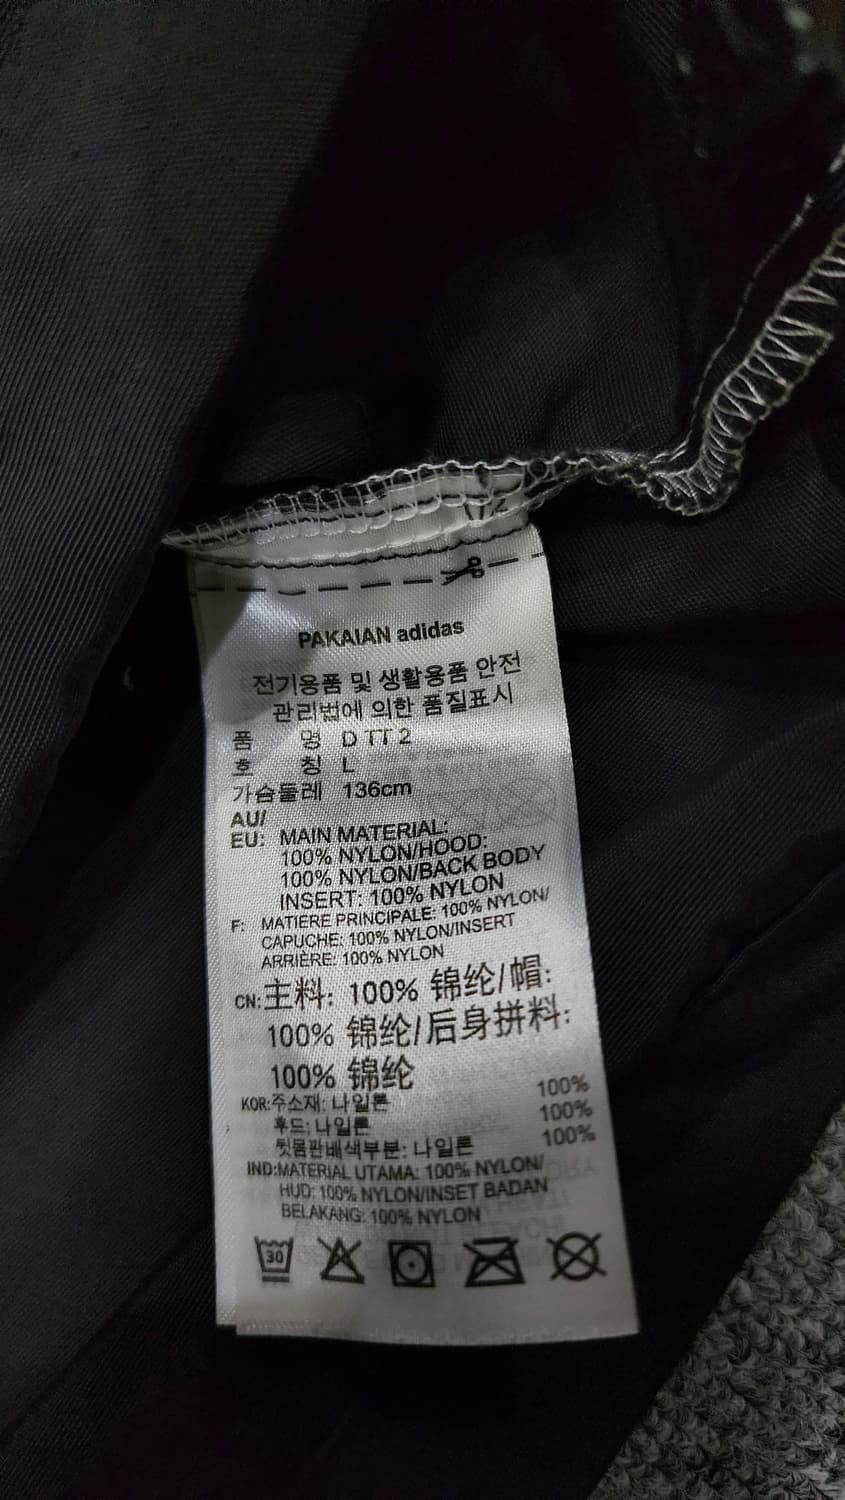 PAKAIAN adidas
전기용품 및 생활용품 안전
관리법에 의한 품질표시
품 명 D TT 2
호 칭 L
가슴둘레 136cm
AU/
EU: MAIN MATERIAL:
100% NYLON/HOOD:
100% NYLON/BACK BODY
INSERT: 100% NYLON
F: MATIERE PRINCIPALE: 100% NYLON/
CAPUCHE: 100% NYLON/INSERT
ARRIÈRE: 100% NYLON
CN:主料: 100% 锦纶/帽:
100% 锦纶/后身拼料:
100% 锦纶
KOR:주소재: 나일론 100%
후드: 나일론 100%
뒷몸판배색부분: 나일론 100%
IND:MATERIAL UTAMA: 100% NYLON/
HUD: 100% NYLON/INSET BADAN
BELAKANG: 100% NYLON
30